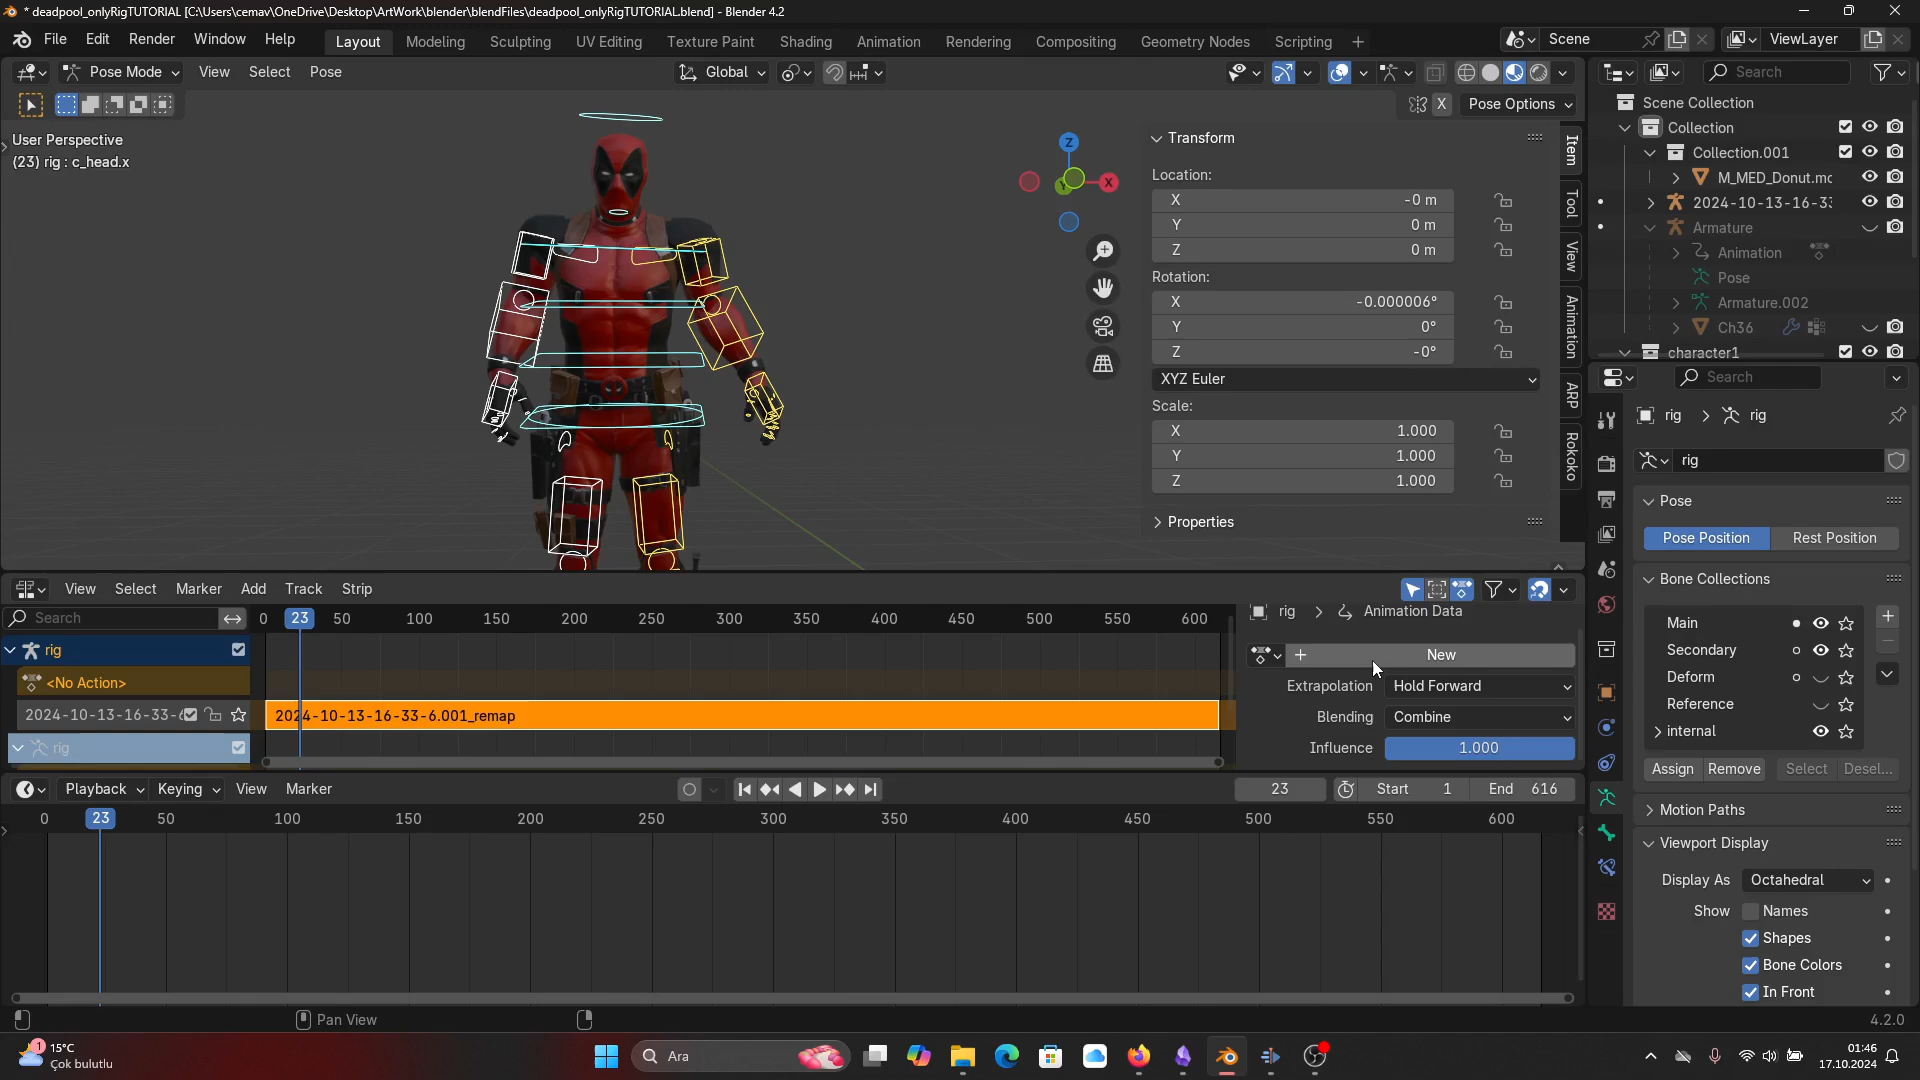 * deadpool_onlyRigTUTORIAL [C:\Users\cemav\OneDrive\Desktop\ArtWork\blender\blendFiles\deadpool_onlyRigTUTORIAL.blend] - Blender 4.2
File Edit Render Window Help Layout Modeling Sculpting UV Editing Texture Paint Shading Animation Rendering Compositing Geometry Nodes Scripting + Scene ViewLayer
Pose Mode View Select Pose Global Search
X Pose Options
User Perspective
(23) rig : c_head.x
Z
X
Y
Transform
Location:
X -0 m
Y 0 m
Z 0 m
Rotation:
X -0.000006°
Y 0°
Z -0°
XYZ Euler
Scale:
X 1.000
Y 1.000
Z 1.000
Properties
Item
Tool
View
Animation
ARP
Rokoko
Scene Collection
Collection
Collection.001
M_MED_Donut.mo
2024-10-13-16-33
Armature
Animation
Pose
Armature.002
Ch36
character1
Search
rig rig
rig
Pose
Pose Position Rest Position
Bone Collections
Main
Secondary
Deform
Reference
internal
Assign Remove Select Desel...
Motion Paths
Viewport Display
Display As Octahedral
Show Names
Shapes
Bone Colors
In Front
View Select Marker Add Track Strip
Search 0 23 50 100 150 200 250 300 350 400 450 500 550 600
rig
<No Action>
2024-10-13-16-33-6
2024-10-13-16-33-6.001_remap
rig
rig Animation Data
New
Extrapolation Hold Forward
Blending Combine
Influence 1.000
Playback Keying View Marker 23 Start 1 End 616
0 23 50 100 150 200 250 300 350 400 450 500 550 600
Pan View 4.2.0
1
15°C
Çok bulutlu
Ara
01:46
17.10.2024